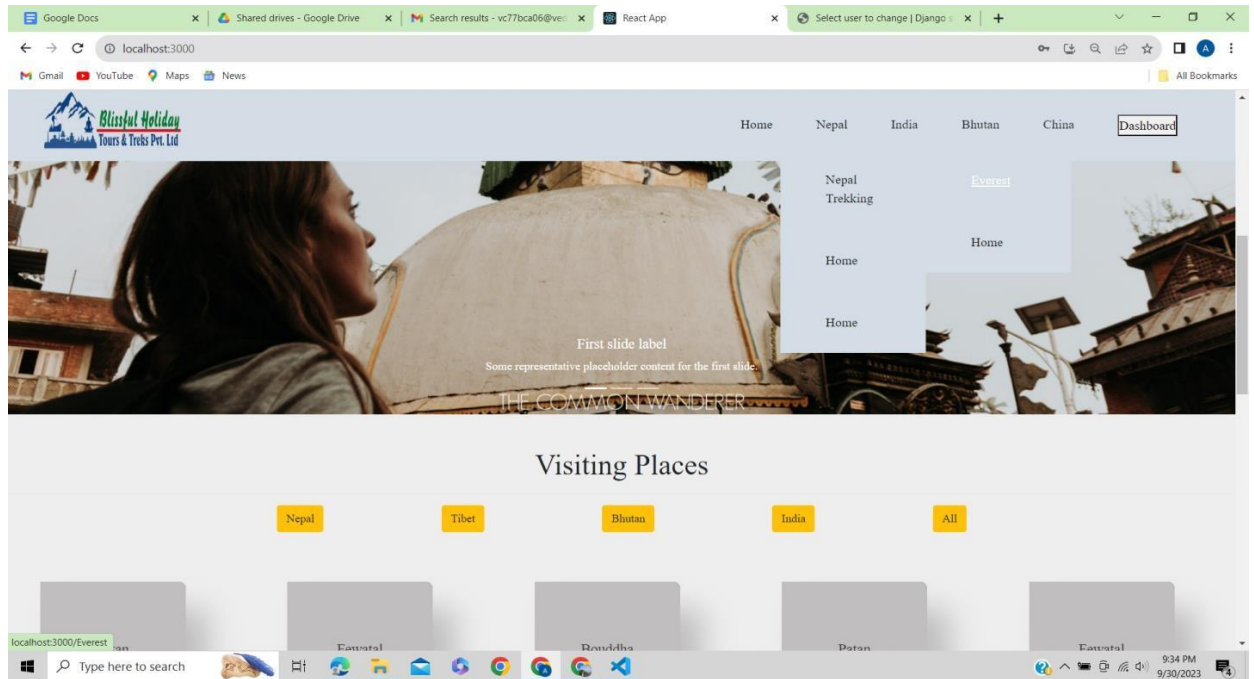 Google Docs
Shared drives - Google Drive
Search results - vc77bca06@ved
React App
Select user to change | Django s
localhost:3000
Gmail YouTube Maps News
All Bookmarks
Blissful Holiday
Tours & Treks Pvt. Ltd
Home Nepal India Bhutan China Dashboard
Nepal
Trekking
Everest
Home
Home
Home
First slide label
Some representative placeholder content for the first slide.
THE COMMON WANDERER
Visiting Places
Nepal Tibet Bhutan India All
Fewatal Bouddha Patan Fewatal
localhost:3000/Everest
Type here to search
9:34 PM
9/30/2023
4